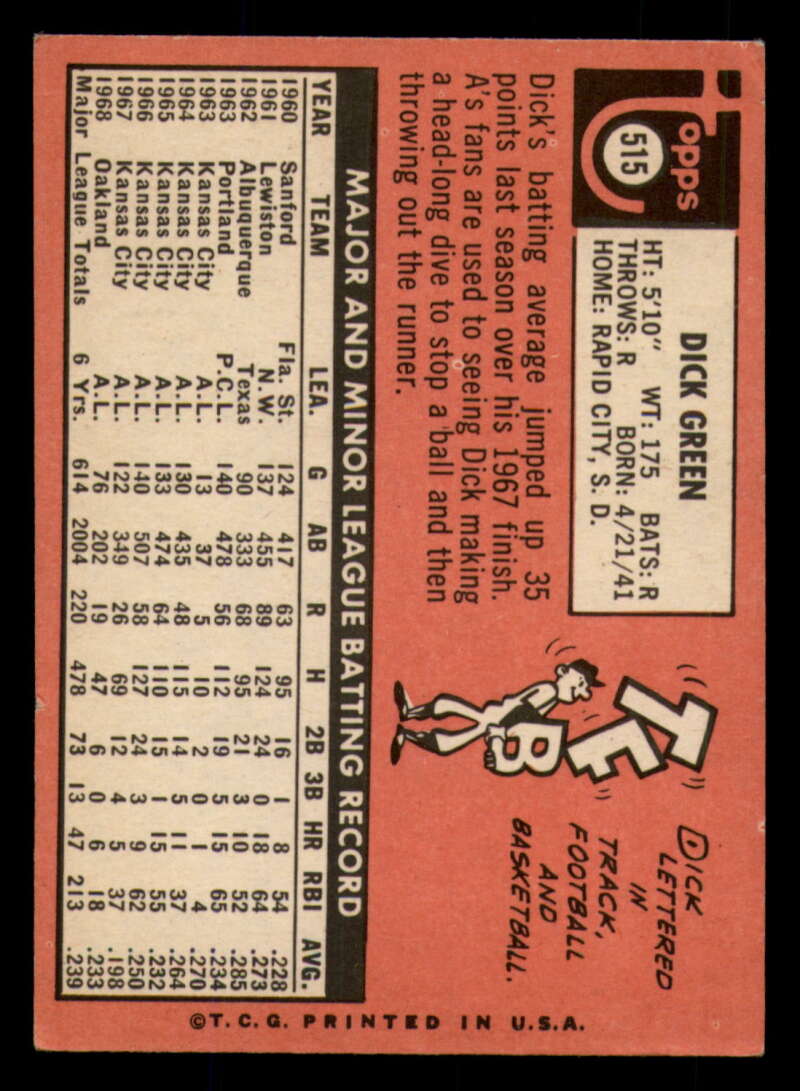 Topps
515
DICK GREEN
HT: 5'10" WT: 175 BATS: R
THROWS: R BORN: 4/21/41
HOME: RAPID CITY, S. D.
Dick's batting average jumped up 35
points last season over his 1967 finish.
A's fans are used to seeing Dick making
a head-long dive to stop a ball and then
throwing out the runner.
T F B
DICK
LETTERED
IN
TRACK,
FOOTBALL
AND
BASKETBALL.
MAJOR AND MINOR LEAGUE BATTING RECORD
YEAR TEAM LEA. G AB R H 2B 3B HR RBI AVG.
1960 Sanford Fla. St. 124 417 63 95 16 1 8 54 .228
1961 Lewiston N.W. 137 455 89 124 24 0 18 64 .273
1962 Albuquerque Texas 90 333 68 95 21 3 10 52 .285
1963 Portland P.C.L. 140 478 56 112 19 5 15 65 .234
1963 Kansas City A.L. 13 37 5 10 2 0 1 4 .270
1964 Kansas City A.L. 130 435 48 115 14 5 11 37 .264
1965 Kansas City A.L. 133 474 64 110 15 1 15 55 .232
1966 Kansas City A.L. 140 507 58 127 24 3 9 62 .250
1967 Kansas City A.L. 122 349 26 69 12 4 5 37 .198
1968 Oakland A.L. 76 202 19 47 6 0 6 18 .233
Major League Totals 6 Yrs. 614 2004 220 478 73 13 47 213 .239
©T.C.G. PRINTED IN U.S.A.